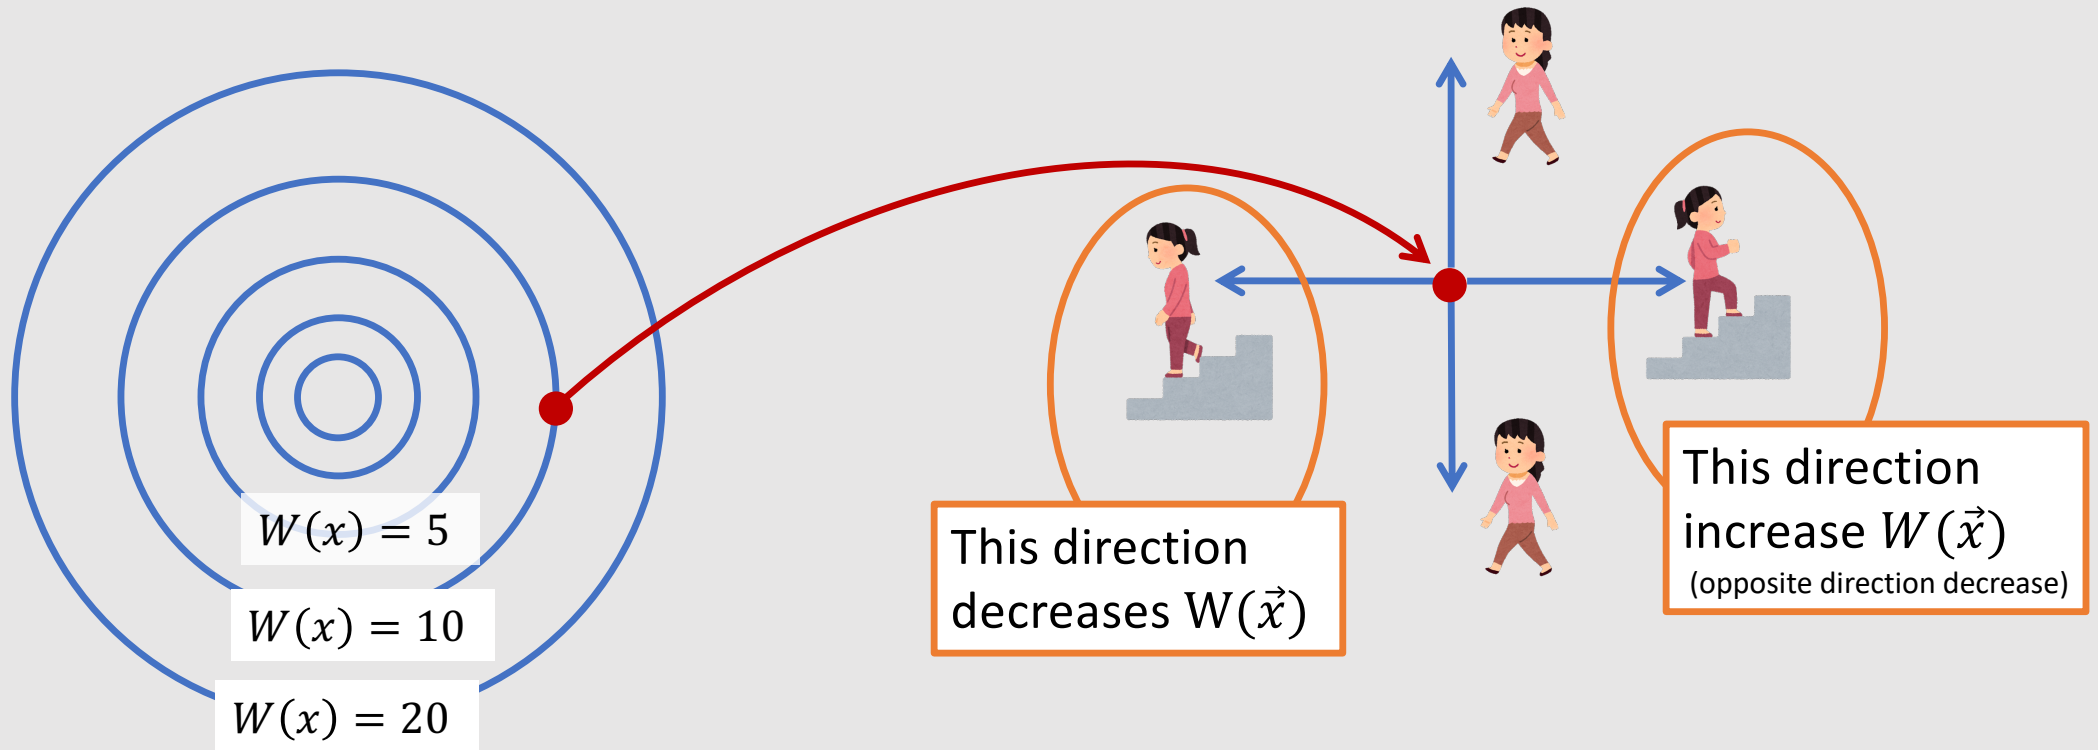 W(x) = 5
W(x) = 10
W(x) = 20
This direction
decreases W(x⃗)
This direction
increase W(x⃗)
(opposite direction decrease)